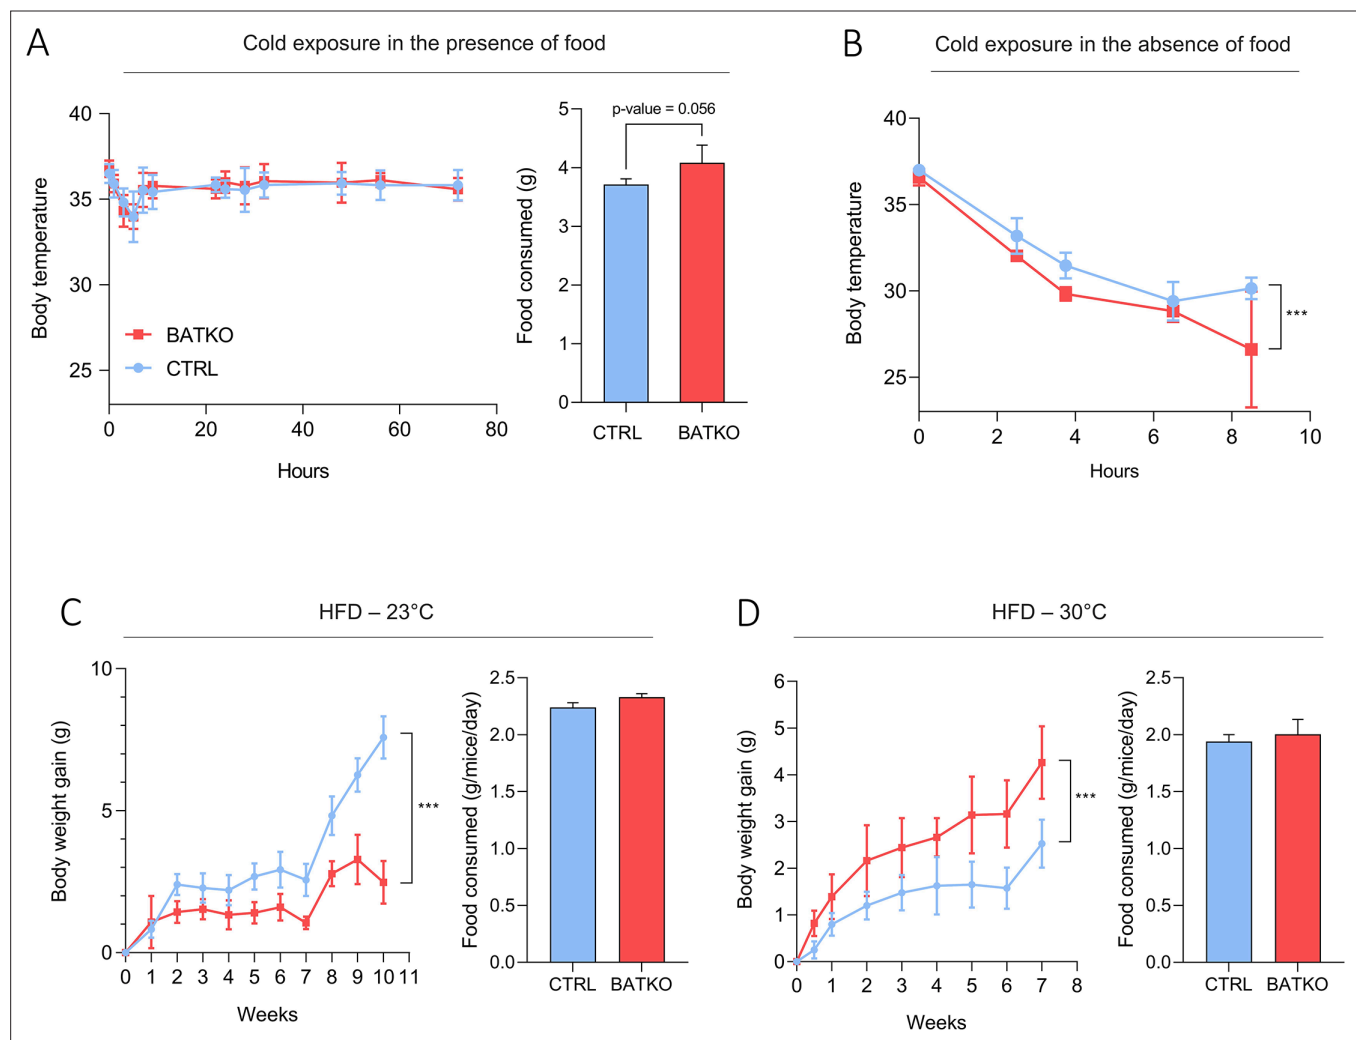 A
Cold exposure in the presence of food
40
35
30
25
Body temperature
BATKO
CTRL
0
20
40
60
80
Hours
p-value = 0.056
5
4
3
2
1
0
Food consumed (g)
CTRL
BATKO
B
Cold exposure in the absence of food
40
35
30
25
Body temperature
***
0
2
4
6
8
10
Hours
C
HFD – 23°C
10
5
0
Body weight gain (g)
***
0
1
2
3
4
5
6
7
8
9
10
11
Weeks
2.5
2.0
1.5
1.0
0.5
0.0
Food consumed (g/mice/day)
CTRL
BATKO
D
HFD – 30°C
6
5
4
3
2
1
0
Body weight gain (g)
***
0
1
2
3
4
5
6
7
8
Weeks
2.5
2.0
1.5
1.0
0.5
0.0
Food consumed (g/mice/day)
CTRL
BATKO